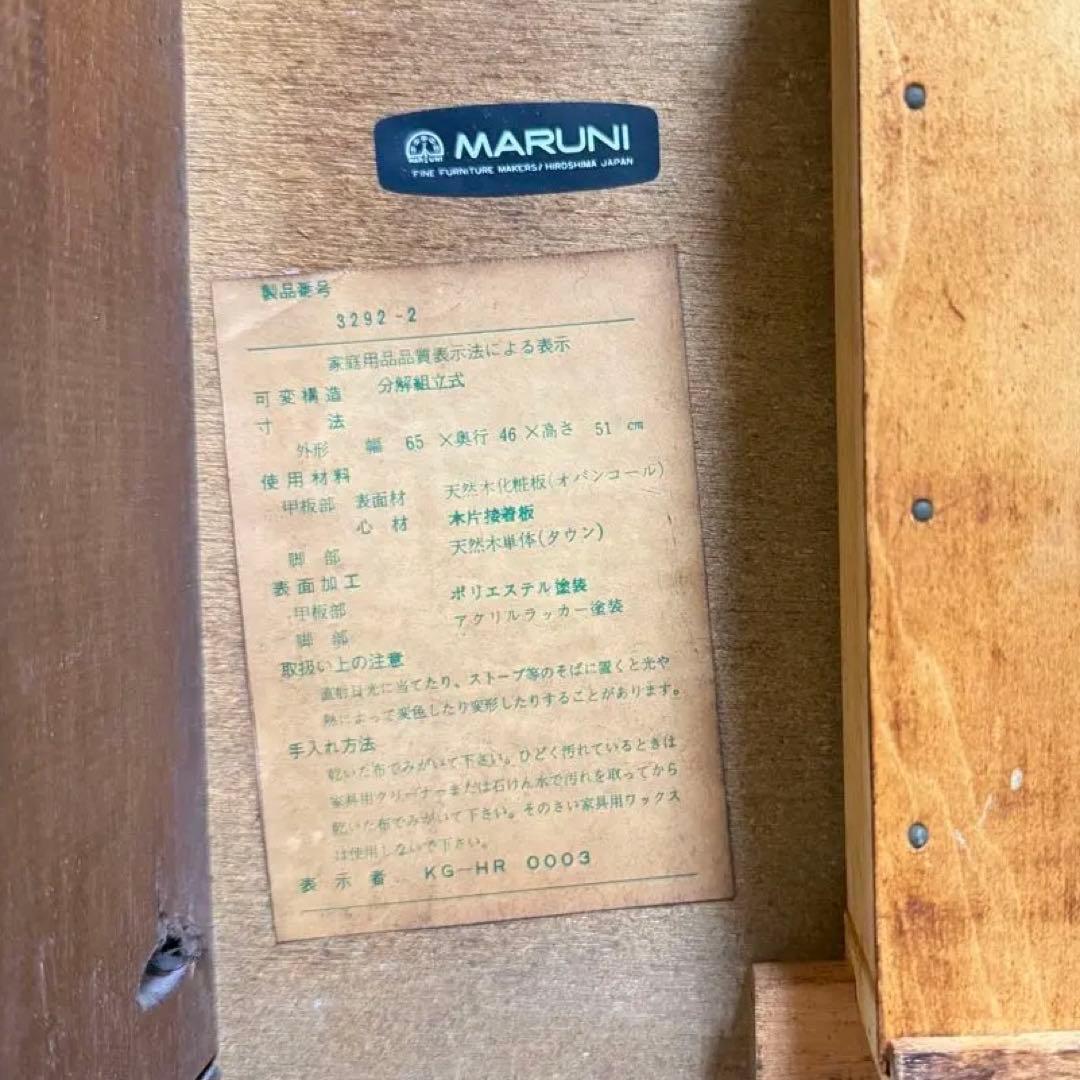 MARUNI
MARUNI
FINE FURNITURE MAKERS/HIROSHIMA JAPAN
製品番号
3292-2
家庭用品品質表示法による表示
可変構造 分解組立式
寸法
外形 幅 65 ×奥行 46 ×高さ 51 cm
使用材料
甲板部 表面材 天然木化粧板(オバンコール)
心材 木片接着板
脚部 天然木単体(タウン)
表面加工
甲板部 ポリエステル塗装
脚部 アクリルラッカー塗装
取扱い上の注意
直射日光に当てたり、ストーブ等のそばに置くと光や
熱によって変色したり変形したりすることがあります。
手入れ方法
乾いた布でみがいて下さい。ひどく汚れているときは
家具用クリーナーまたは石けん水で汚れを取ってから
乾いた布でみがいて下さい。そのさい家具用ワックス
は使用しないで下さい。
表示者 KG-HR 0003